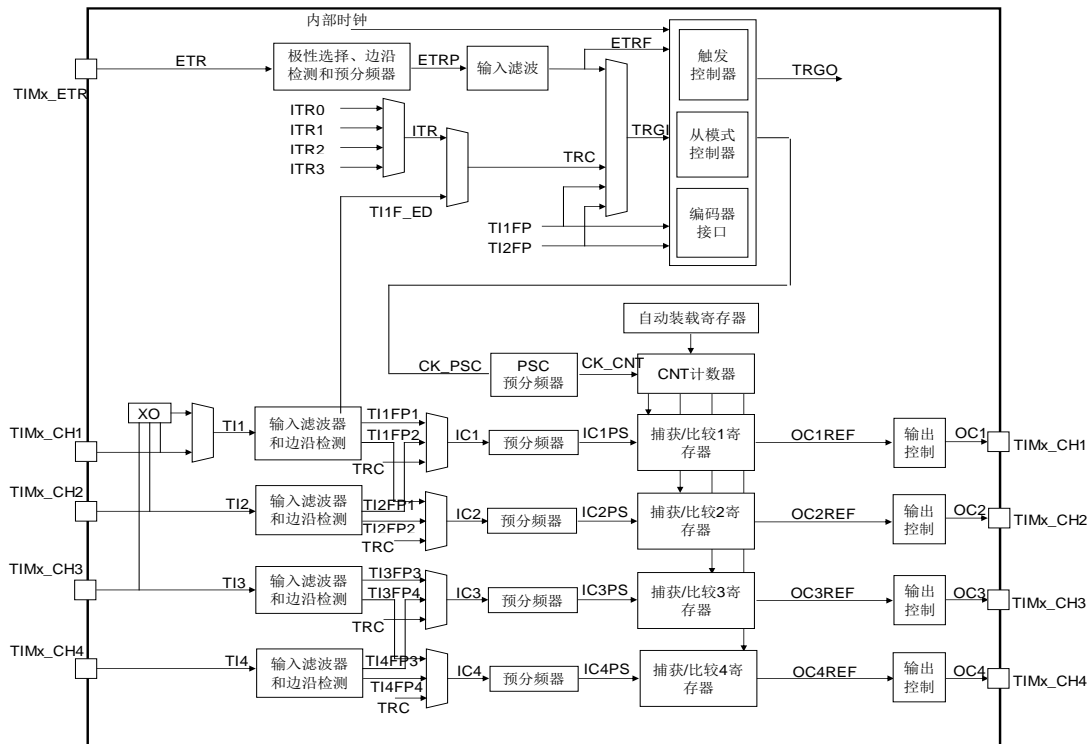 内部时钟
TIMx_ETR
ETR
极性选择、边沿
检测和预分频器
ETRP
输入滤波
ETRF
触发
控制器
TRGO
ITR0
ITR1
ITR2
ITR3
ITR
TI1F_ED
TRC
TRGI
从模式
控制器
TI1FP
TI2FP
编码器
接口
自动装载寄存器
CK_PSC
PSC
预分频器
CK_CNT
CNT计数器
TIMx_CH1
XO
TI1
输入滤波器
和边沿检测
TI1FP1
TI1FP2
TRC
IC1
预分频器
IC1PS
捕获/比较1寄
存器
OC1REF
输出
控制
OC1
TIMx_CH1
TIMx_CH2
TI2
输入滤波器
和边沿检测
TI2FP1
TI2FP2
TRC
IC2
预分频器
IC2PS
捕获/比较2寄
存器
OC2REF
输出
控制
OC2
TIMx_CH2
TIMx_CH3
TI3
输入滤波器
和边沿检测
TI3FP3
TI3FP4
TRC
IC3
预分频器
IC3PS
捕获/比较3寄
存器
OC3REF
输出
控制
OC3
TIMx_CH3
TIMx_CH4
TI4
输入滤波器
和边沿检测
TI4FP3
TI4FP4
TRC
IC4
预分频器
IC4PS
捕获/比较4寄
存器
OC4REF
输出
控制
OC4
TIMx_CH4